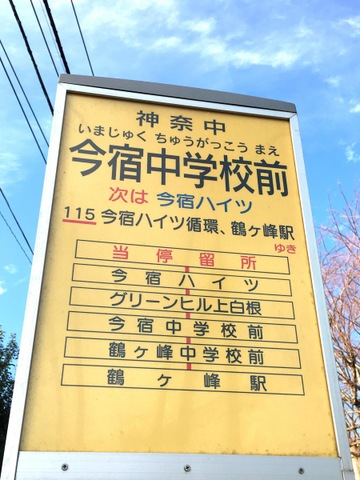 神奈中
いまじゅくちゅうがっこう まえ
今宿中学校前
次は 今宿ハイツ
115 今宿ハイツ循環、鶴ヶ峰駅
ゆき
当停留所
今宿ハイツ
グリーンヒル上白根
今宿中学校前
鶴ヶ峰中学校前
鶴ヶ峰駅